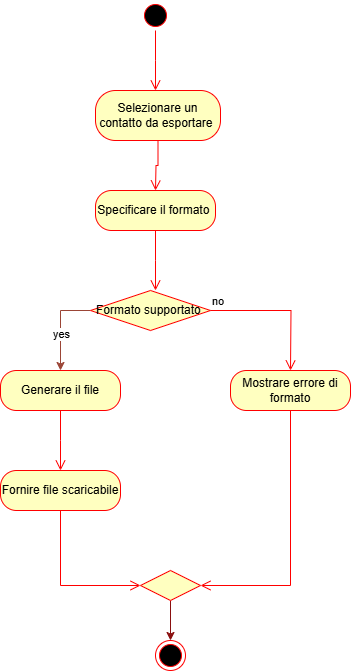 Selezionare un
contatto da esportare
Specificare il formato
Formato supportato
no
yes
Generare il file
Mostrare errore di
formato
Fornire file scaricabile